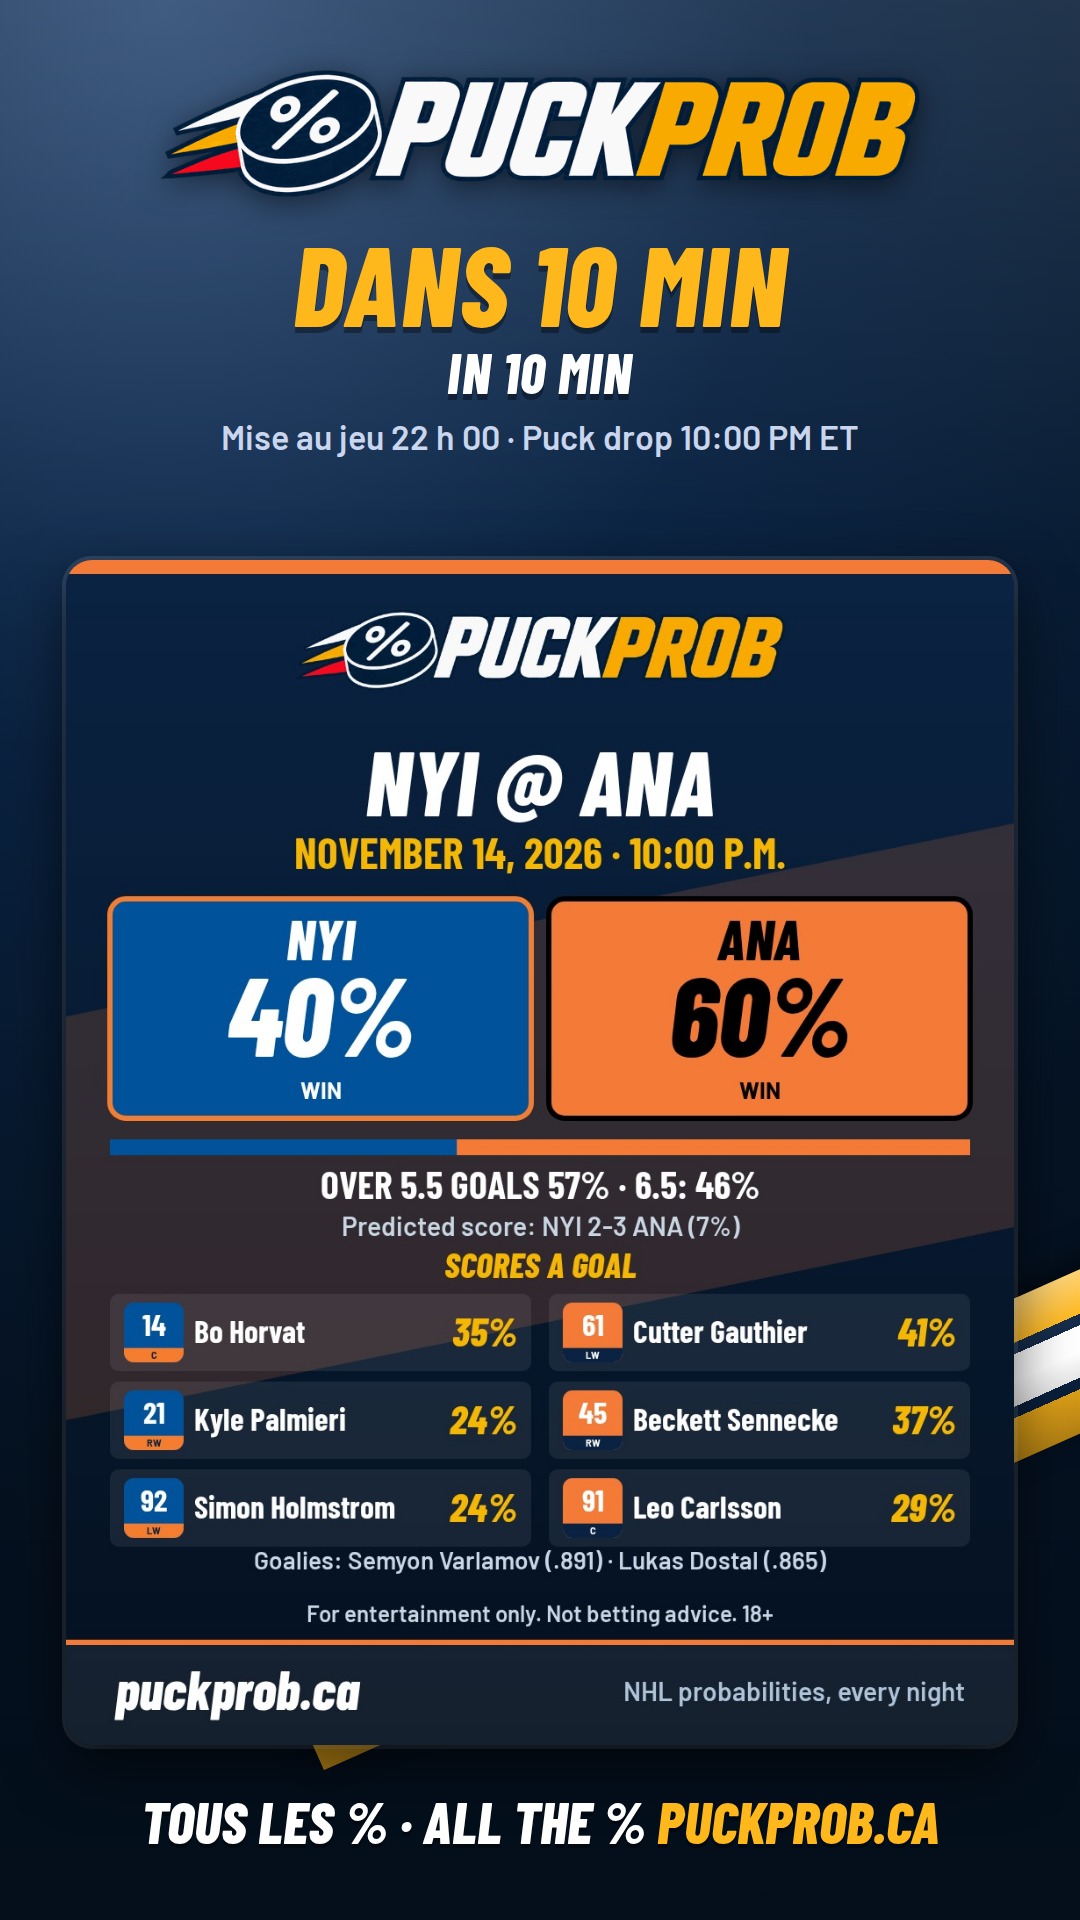 % PUCKPROB
DANS 10 MIN
IN 10 MIN
Mise au jeu 22 h 00 · Puck drop 10:00 PM ET
% PUCKPROB
NYI @ ANA
NOVEMBER 14, 2026 · 10:00 P.M.
NYI
40%
WIN
ANA
60%
WIN
OVER 5.5 GOALS 57% · 6.5: 46%
Predicted score: NYI 2-3 ANA (7%)
SCORES A GOAL
14 C Bo Horvat 35%
61 LW Cutter Gauthier 41%
21 RW Kyle Palmieri 24%
45 RW Beckett Sennecke 37%
92 LW Simon Holmstrom 24%
91 C Leo Carlsson 29%
Goalies: Semyon Varlamov (.891) · Lukas Dostal (.865)
For entertainment only. Not betting advice. 18+
puckprob.ca
NHL probabilities, every night
TOUS LES % · ALL THE % PUCKPROB.CA